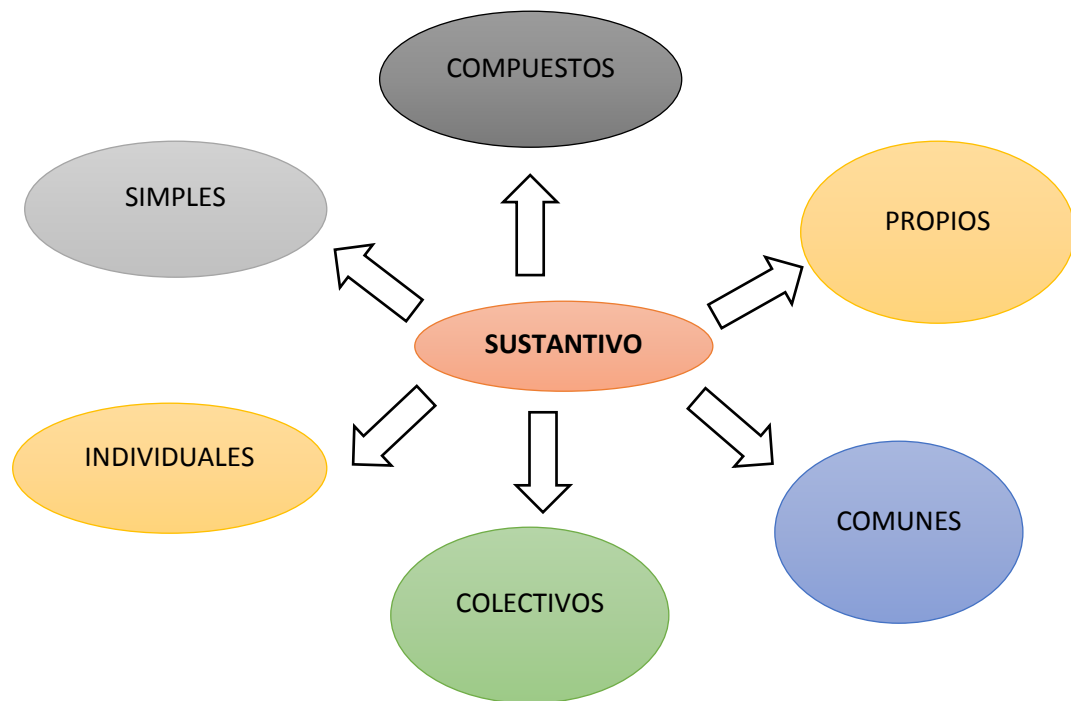 COMPUESTOS
SIMPLES
PROPIOS
SUSTANTIVO
INDIVIDUALES
COMUNES
COLECTIVOS